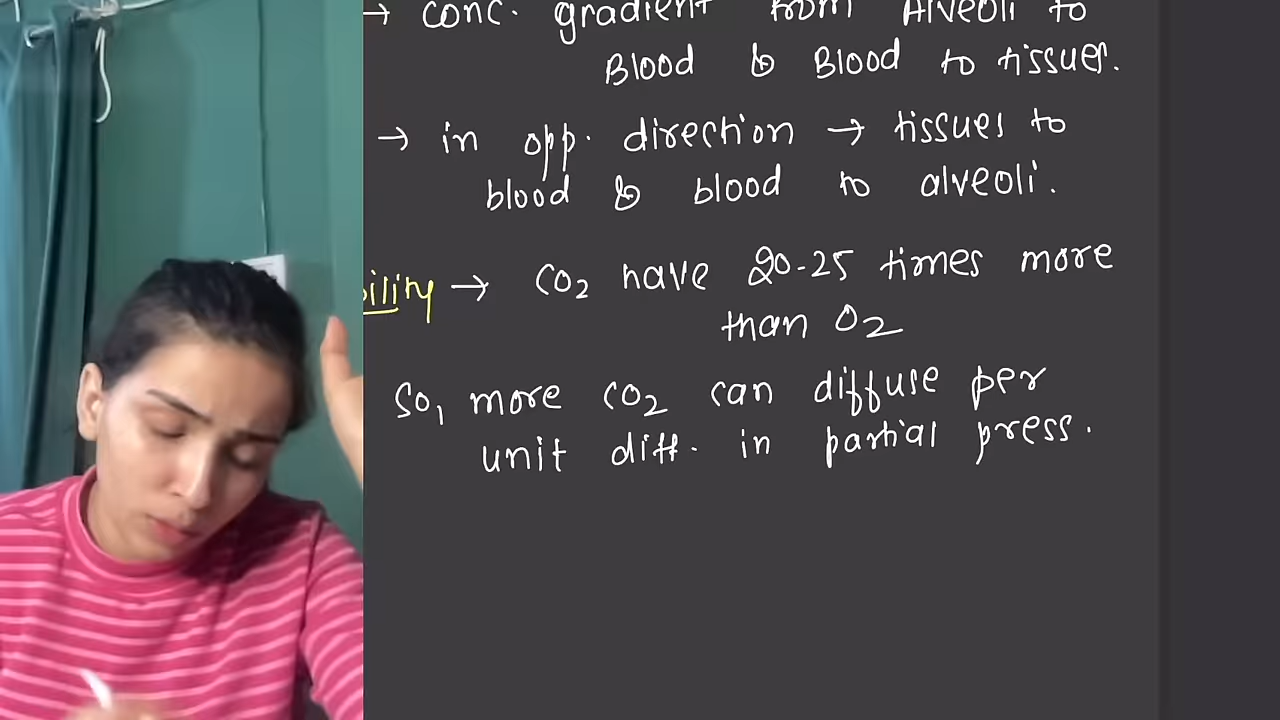 → conc. gradient from Alveoli to
Blood & Blood to tissues.
→ in opp. direction → tissues to
blood & blood to alveoli.
bility → CO2 have 20-25 times more
than O2
So, more CO2 can diffuse per
unit diff. in partial press.